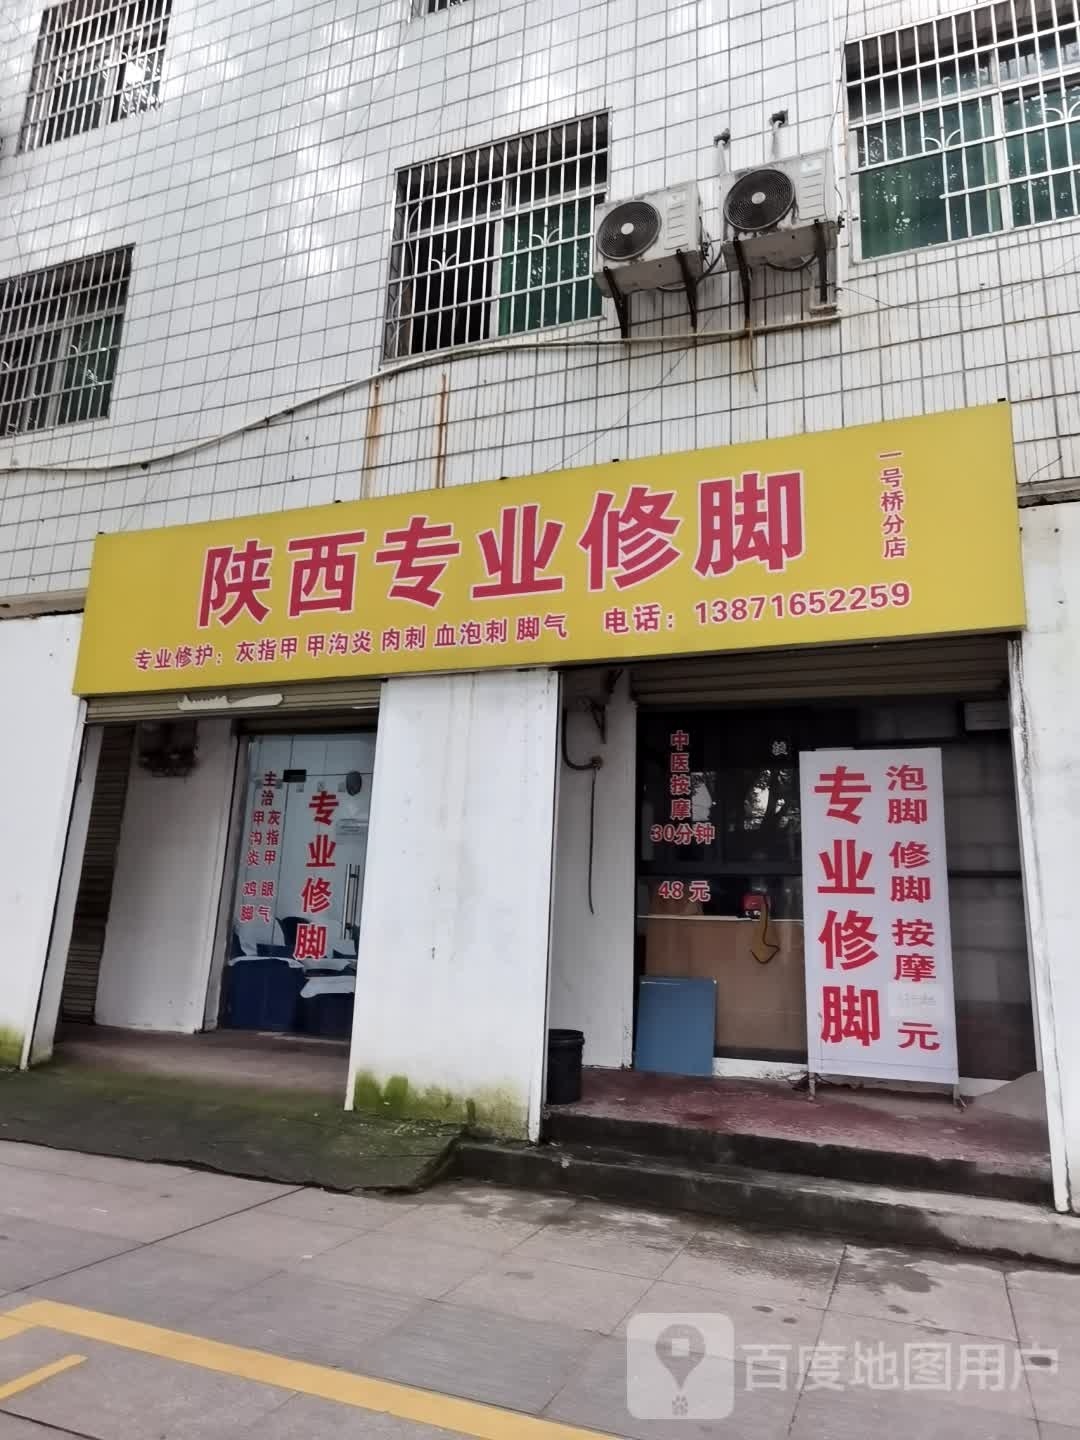 陕西专业修脚
一号桥分店
专业修护：灰指甲 甲沟炎 肉刺 血泡刺 脚气
电话：13871652259
主治 灰指甲
甲沟炎 鸡眼
脚气
专业修脚
中医按摩
30分钟
48元
专业修脚
泡脚 修脚 按摩
元
百度地图用户